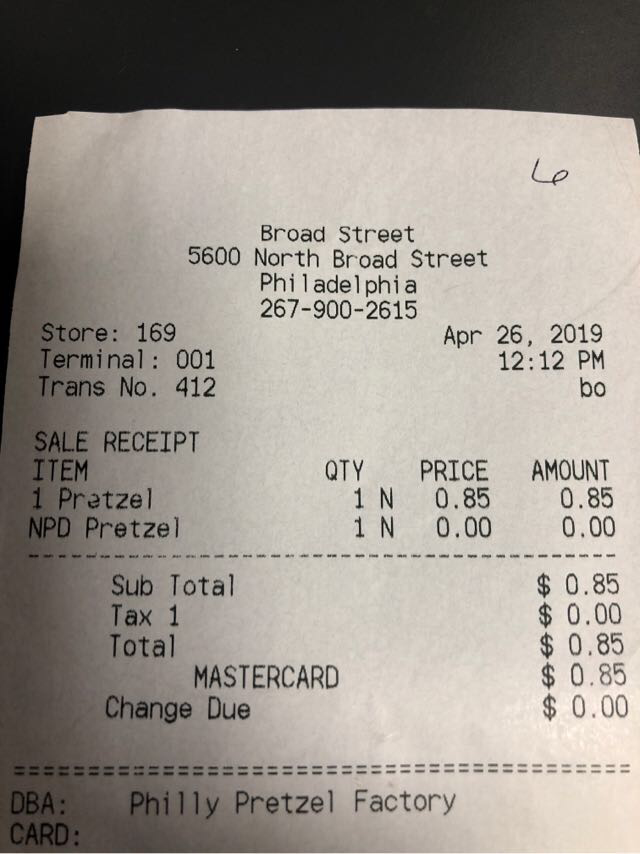 6
Broad Street
5600 North Broad Street
Philadelphia
267-900-2615
Store: 169 Apr 26, 2019
Terminal: 001 12:12 PM
Trans No. 412 bo
SALE RECEIPT
ITEM QTY PRICE AMOUNT
1 Pretzel 1 N 0.85 0.85
NPD Pretzel 1 N 0.00 0.00
Sub Total $ 0.85
Tax 1 $ 0.00
Total $ 0.85
MASTERCARD $ 0.85
Change Due $ 0.00
DBA: Philly Pretzel Factory
CARD: